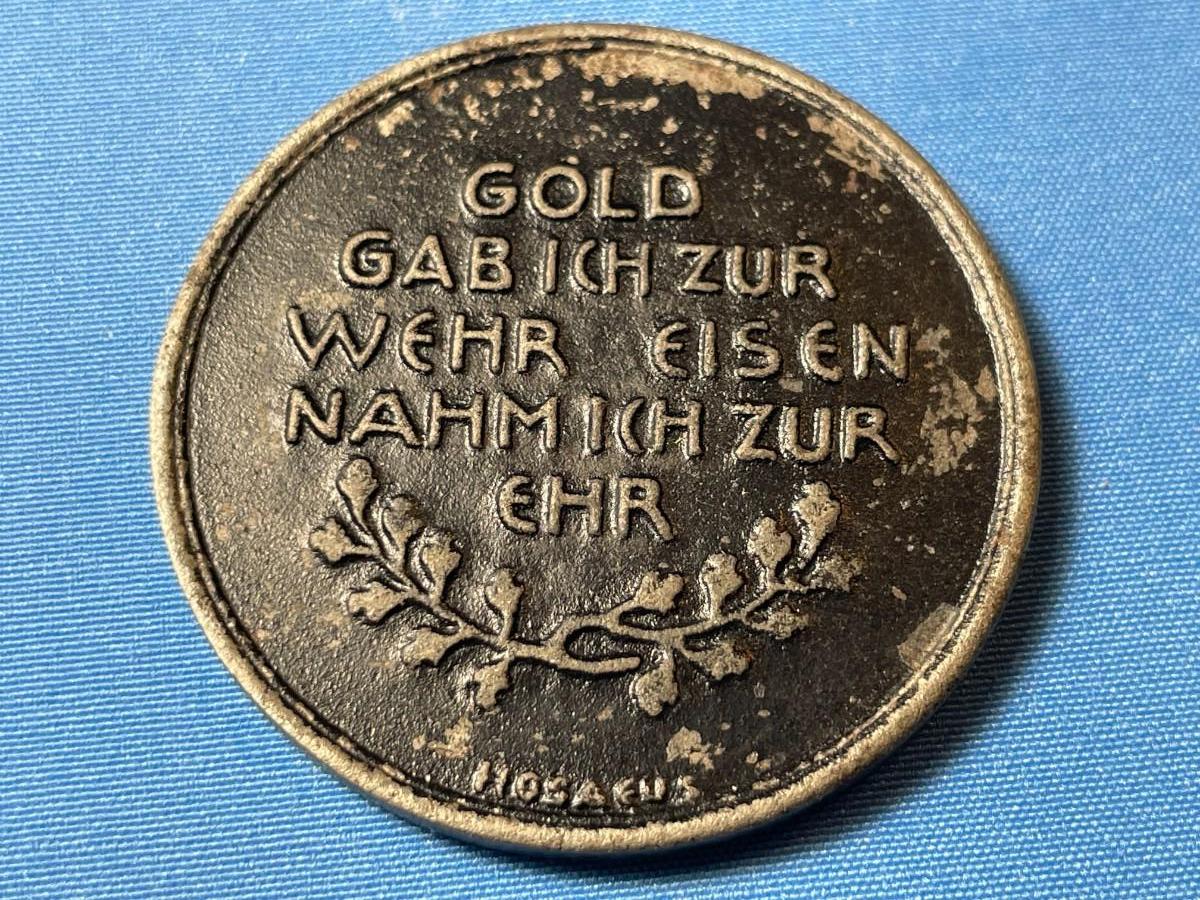 GOLD
GAB ICH ZUR
WEHR EISEN
NAHM ICH ZUR
EHR
HOSAEUS